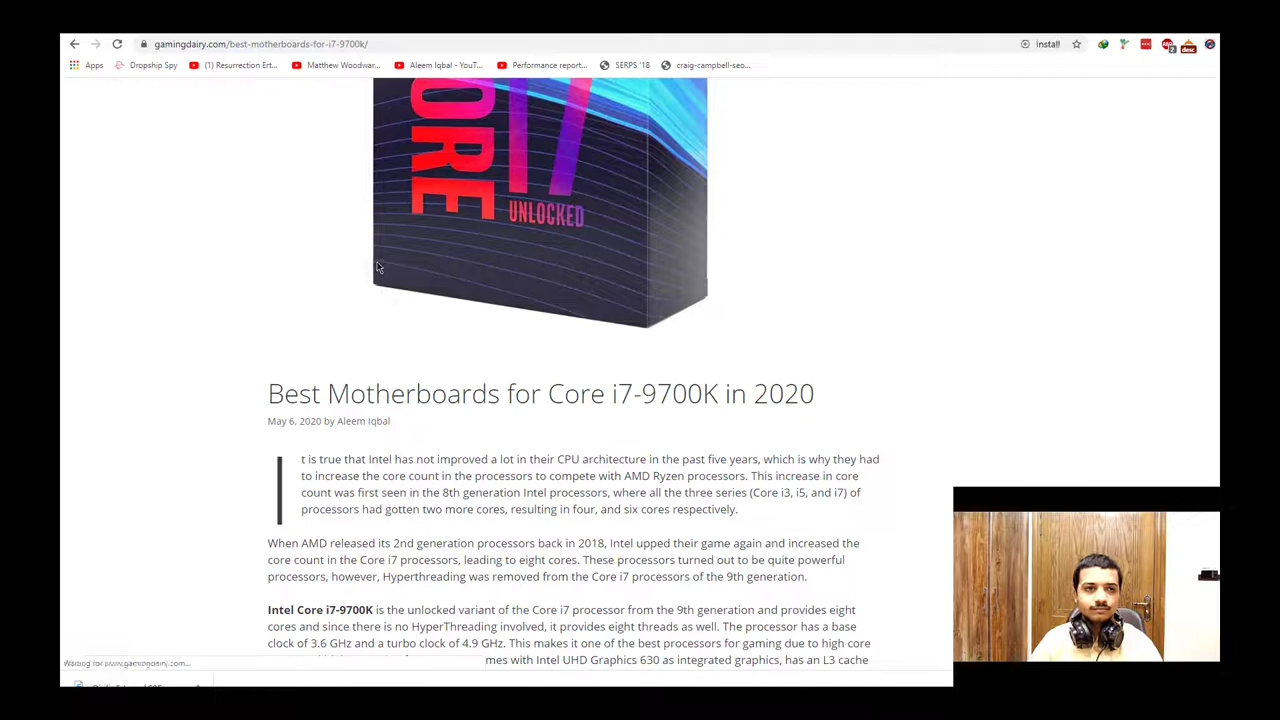 gamingdairy.com/best-motherboards-for-i7-9700k/
Install
Apps
Dropship Spy
(1) Resurrection Ert...
Matthew Woodwar...
Aleem Iqbal - YouT...
Performance report...
SERPS '18
craig-campbell-seo...
2
desc
CORE
i7
UNLOCKED
Best Motherboards for Core i7-9700K in 2020
May 6, 2020 by Aleem Iqbal
It is true that Intel has not improved a lot in their CPU architecture in the past five years, which is why they had
to increase the core count in the processors to compete with AMD Ryzen processors. This increase in core
count was first seen in the 8th generation Intel processors, where all the three series (Core i3, i5, and i7) of
processors had gotten two more cores, resulting in four, and six cores respectively.
When AMD released its 2nd generation processors back in 2018, Intel upped their game again and increased the
core count in the Core i7 processors, leading to eight cores. These processors turned out to be quite powerful
processors, however, Hyperthreading was removed from the Core i7 processors of the 9th generation.
Intel Core i7-9700K is the unlocked variant of the Core i7 processor from the 9th generation and provides eight
cores and since there is no HyperThreading involved, it provides eight threads as well. The processor has a base
clock of 3.6 GHz and a turbo clock of 4.9 GHz. This makes it one of the best processors for gaming due to high core
mes with Intel UHD Graphics 630 as integrated graphics, has an L3 cache
Waiting for www.gamingdairy.com...